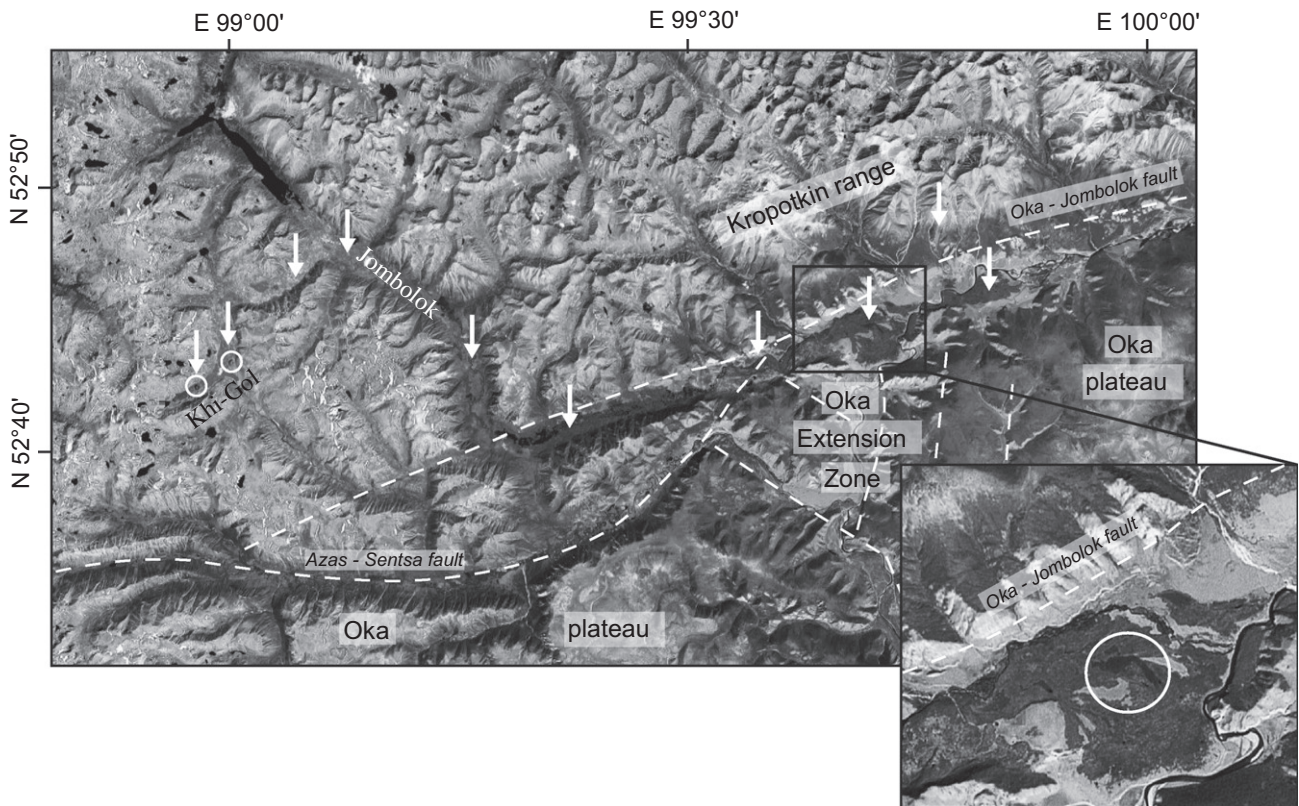 E 99°00'
E 99°30'
E 100°00'
N 52°50'
N 52°40'
Kropotkin range
Oka - Jombolok fault
Jombolok
Khi-Gol
Oka
plateau
Oka
Extension
Zone
Azas - Sentsa fault
Oka
plateau
Oka - Jombolok fault